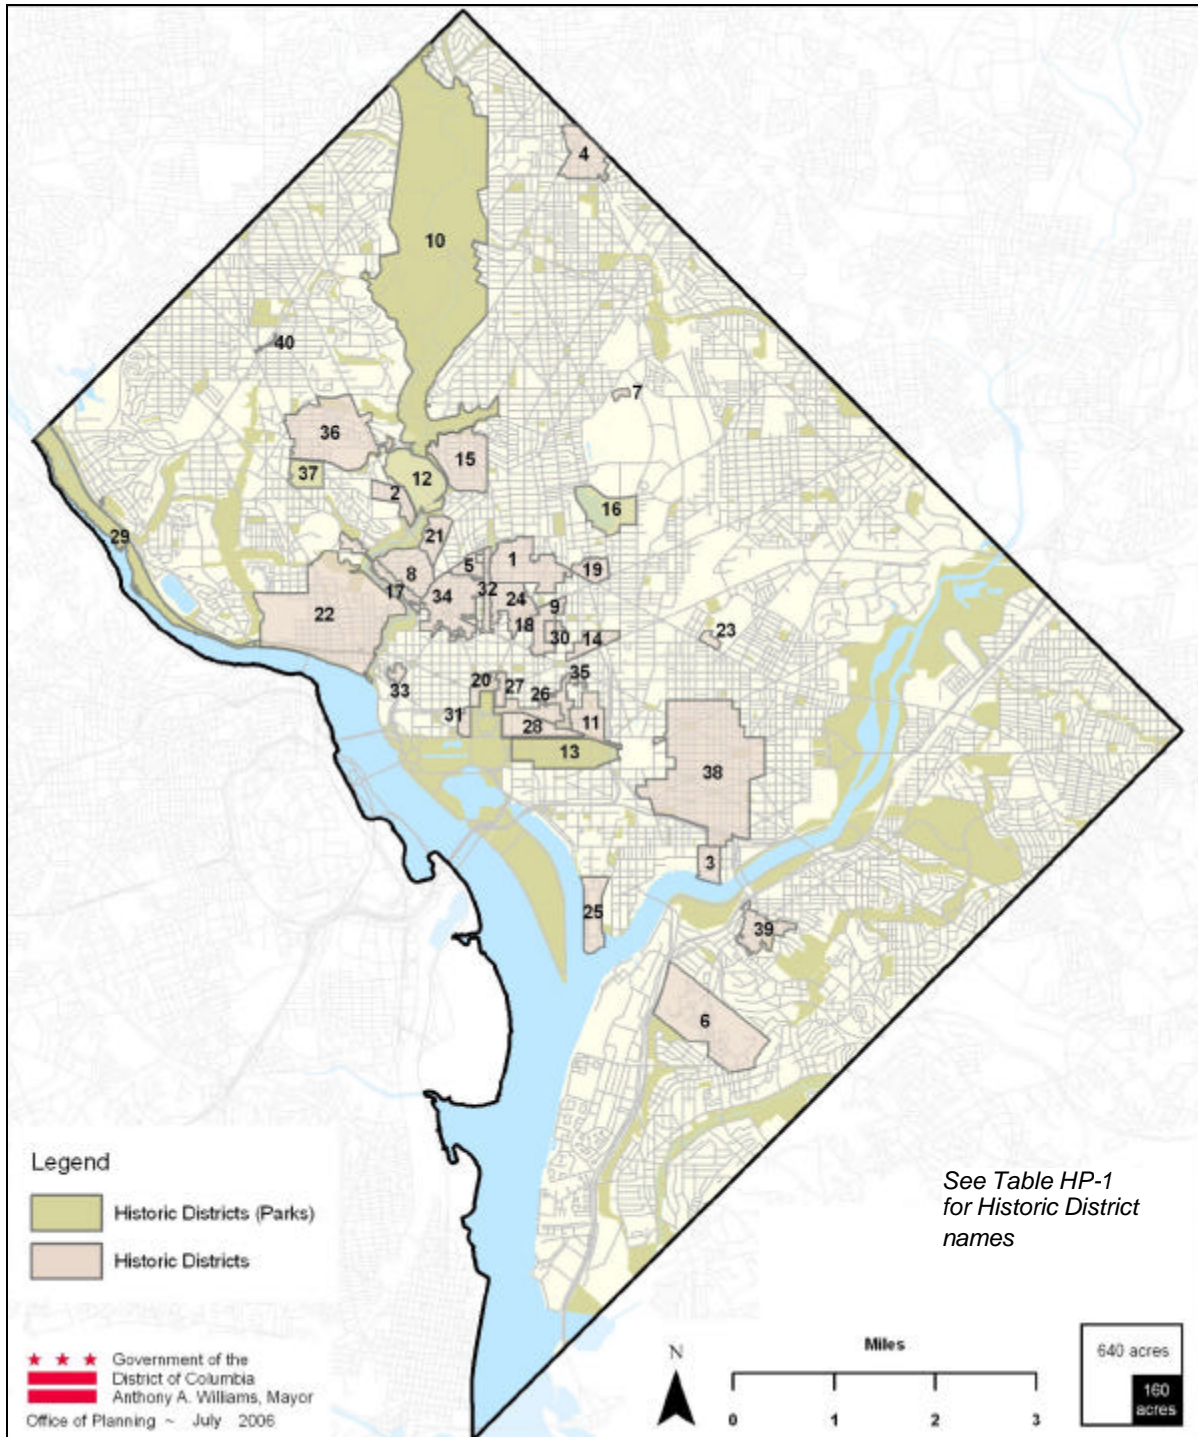 4
10
40
7
36
15
37
12
2
16
29
21
1
5
19
8
32
17
34
24
9
22
18
30
14
23
35
33
20
27
26
31
28
11
13
38
3
25
39
6
Legend
Historic Districts (Parks)
Historic Districts
See Table HP-1
for Historic District
names
Government of the
District of Columbia
Anthony A. Williams, Mayor
Office of Planning ~ July 2006
N
Miles
0 1 2 3
640 acres
160
acres